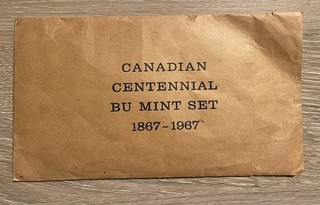 CANADIAN
CENTENNIAL
BU MINT SET
1867-1967